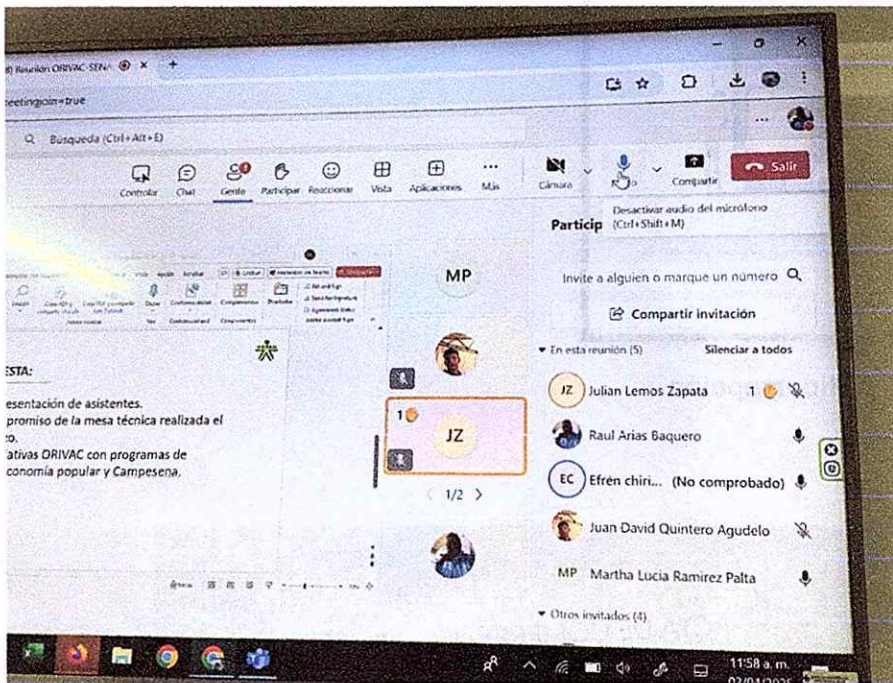 Reunión ORIVAC-SENA
meetingjoin=true
Búsqueda (Ctrl+Alt+E)
Controlar
Chat
Gente
Participar
Reaccionar
Vista
Aplicaciones
Más
Cámara
Compartir
Salir
Desactivar audio del micrófono
(Ctrl+Shift+M)
Particip
Invite a alguien o marque un número
Compartir invitación
En esta reunión (5)
Silenciar a todos
JZ Julian Lemos Zapata 1
Raul Arias Baquero
EC Efrén chiri... (No comprobado)
Juan David Quintero Agudelo
MP Martha Lucia Ramirez Palta
Otros invitados (4)
MP
1
JZ
1/2
ESTA:
esentación de asistentes.
promiso de la mesa técnica realizada el
o.
ativas ORIVAC con programas de
conomía popular y Campesena.
11:58 a. m.